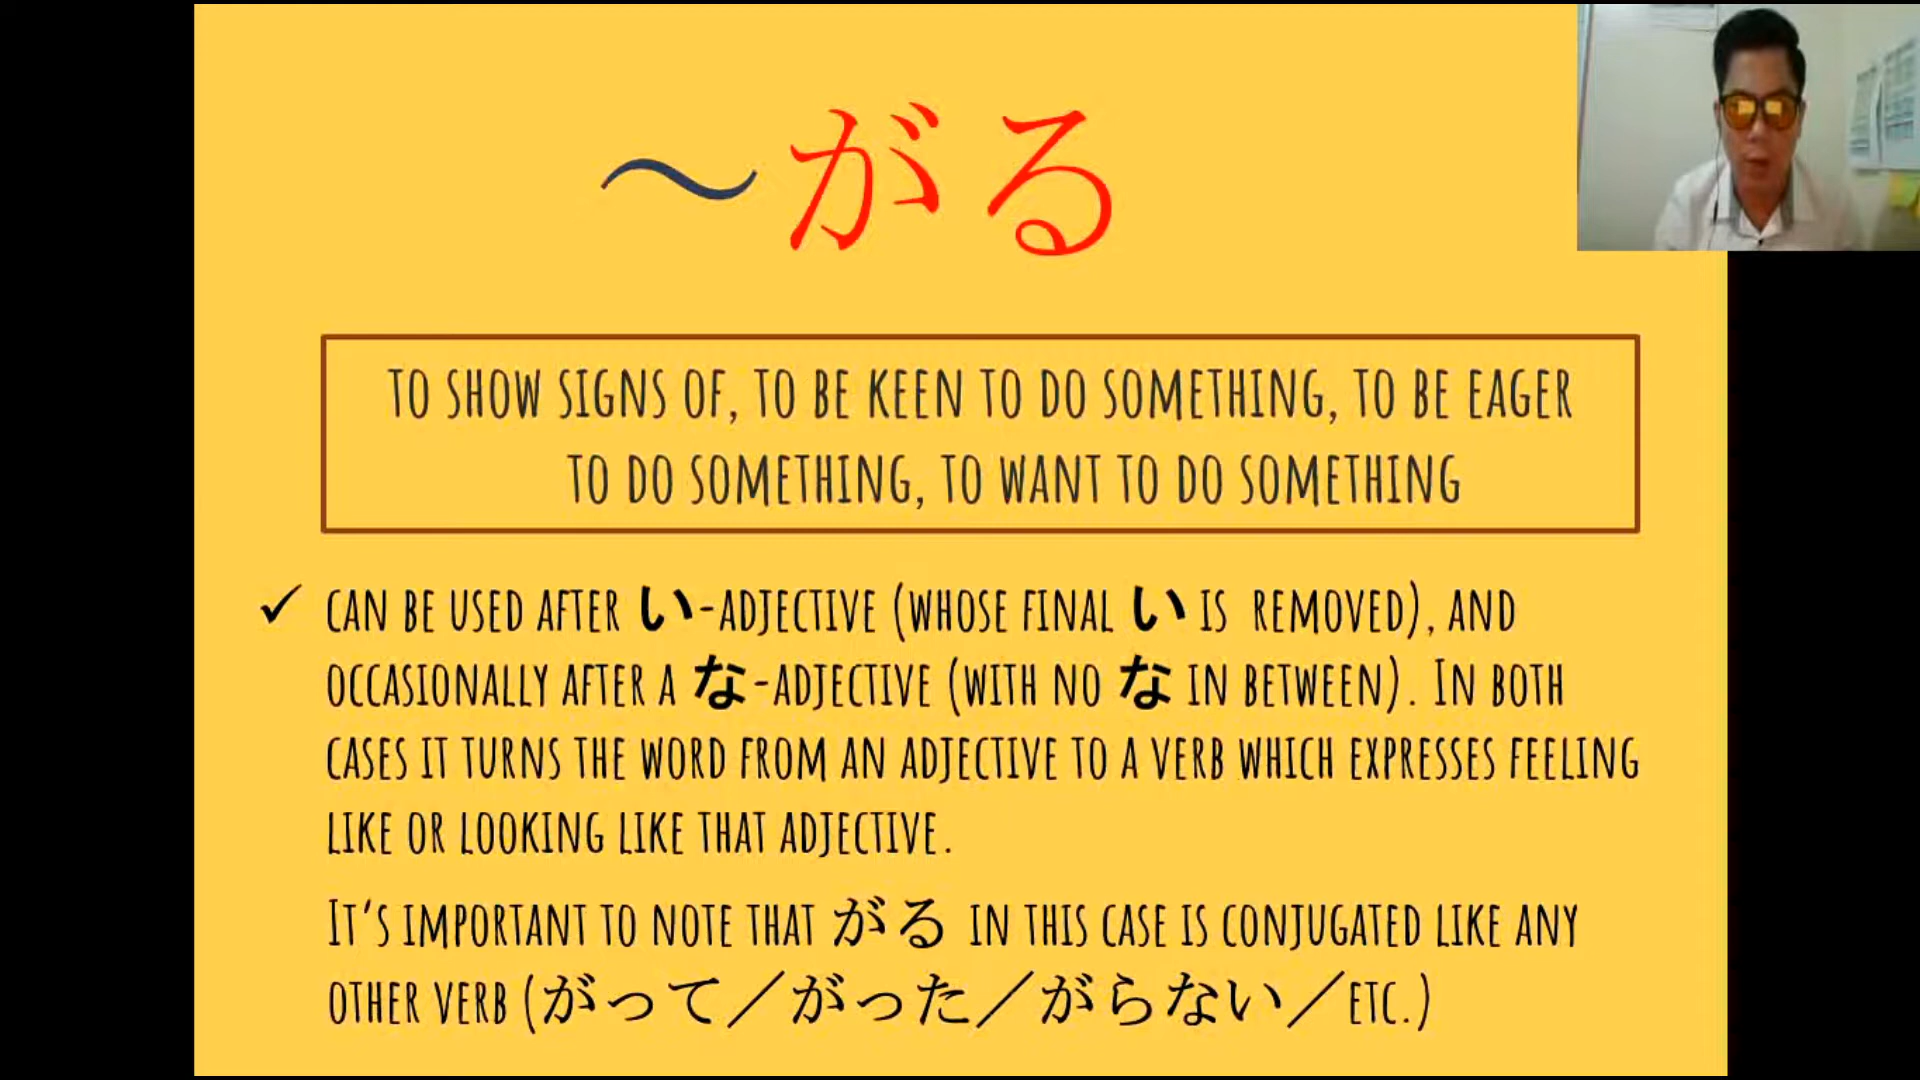 ～がる
TO SHOW SIGNS OF, TO BE KEEN TO DO SOMETHING, TO BE EAGER
TO DO SOMETHING, TO WANT TO DO SOMETHING
✓ CAN BE USED AFTER い-ADJECTIVE (WHOSE FINAL い IS REMOVED), AND
OCCASIONALLY AFTER A な-ADJECTIVE (WITH NO な IN BETWEEN). IN BOTH
CASES IT TURNS THE WORD FROM AN ADJECTIVE TO A VERB WHICH EXPRESSES FEELING
LIKE OR LOOKING LIKE THAT ADJECTIVE.
IT'S IMPORTANT TO NOTE THAT がる IN THIS CASE IS CONJUGATED LIKE ANY
OTHER VERB (がって／がった／がらない／ETC.)